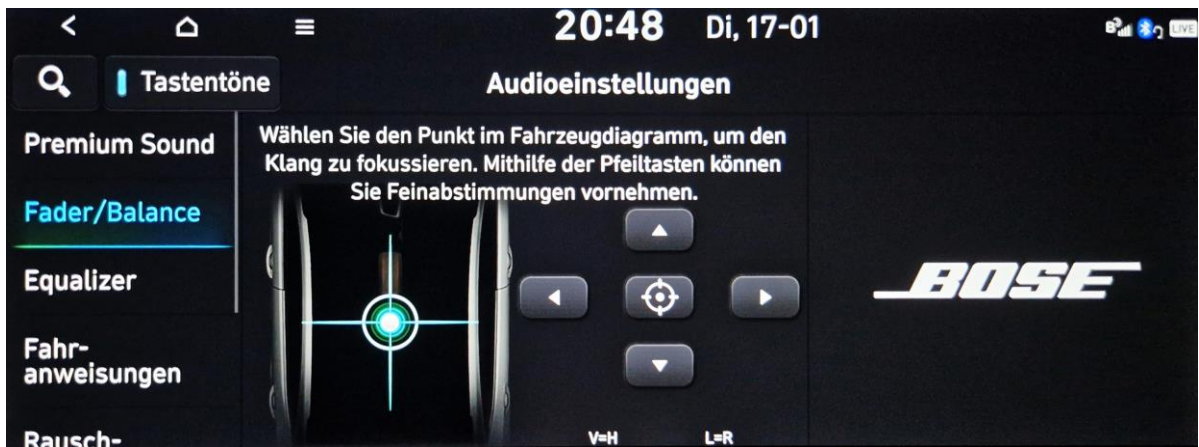 20:48 Di, 17-01
B LIVE
Tastentöne
Audioeinstellungen
Premium Sound
Fader/Balance
Equalizer
Fahr-
anweisungen
Rausch-
Wählen Sie den Punkt im Fahrzeugdiagramm, um den
Klang zu fokussieren. Mithilfe der Pfeiltasten können
Sie Feinabstimmungen vornehmen.
V=H L=R
BOSE